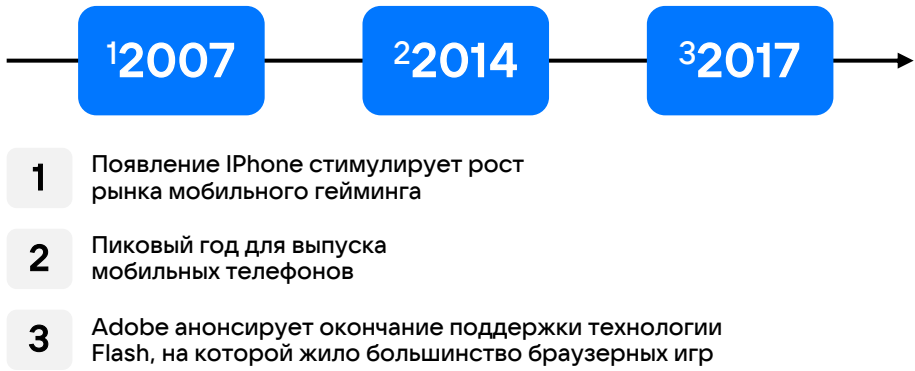 ¹2007
²2014
³2017
1
Появление IPhone стимулирует рост
рынка мобильного гейминга
2
Пиковый год для выпуска
мобильных телефонов
3
Adobe анонсирует окончание поддержки технологии
Flash, на которой жило большинство браузерных игр